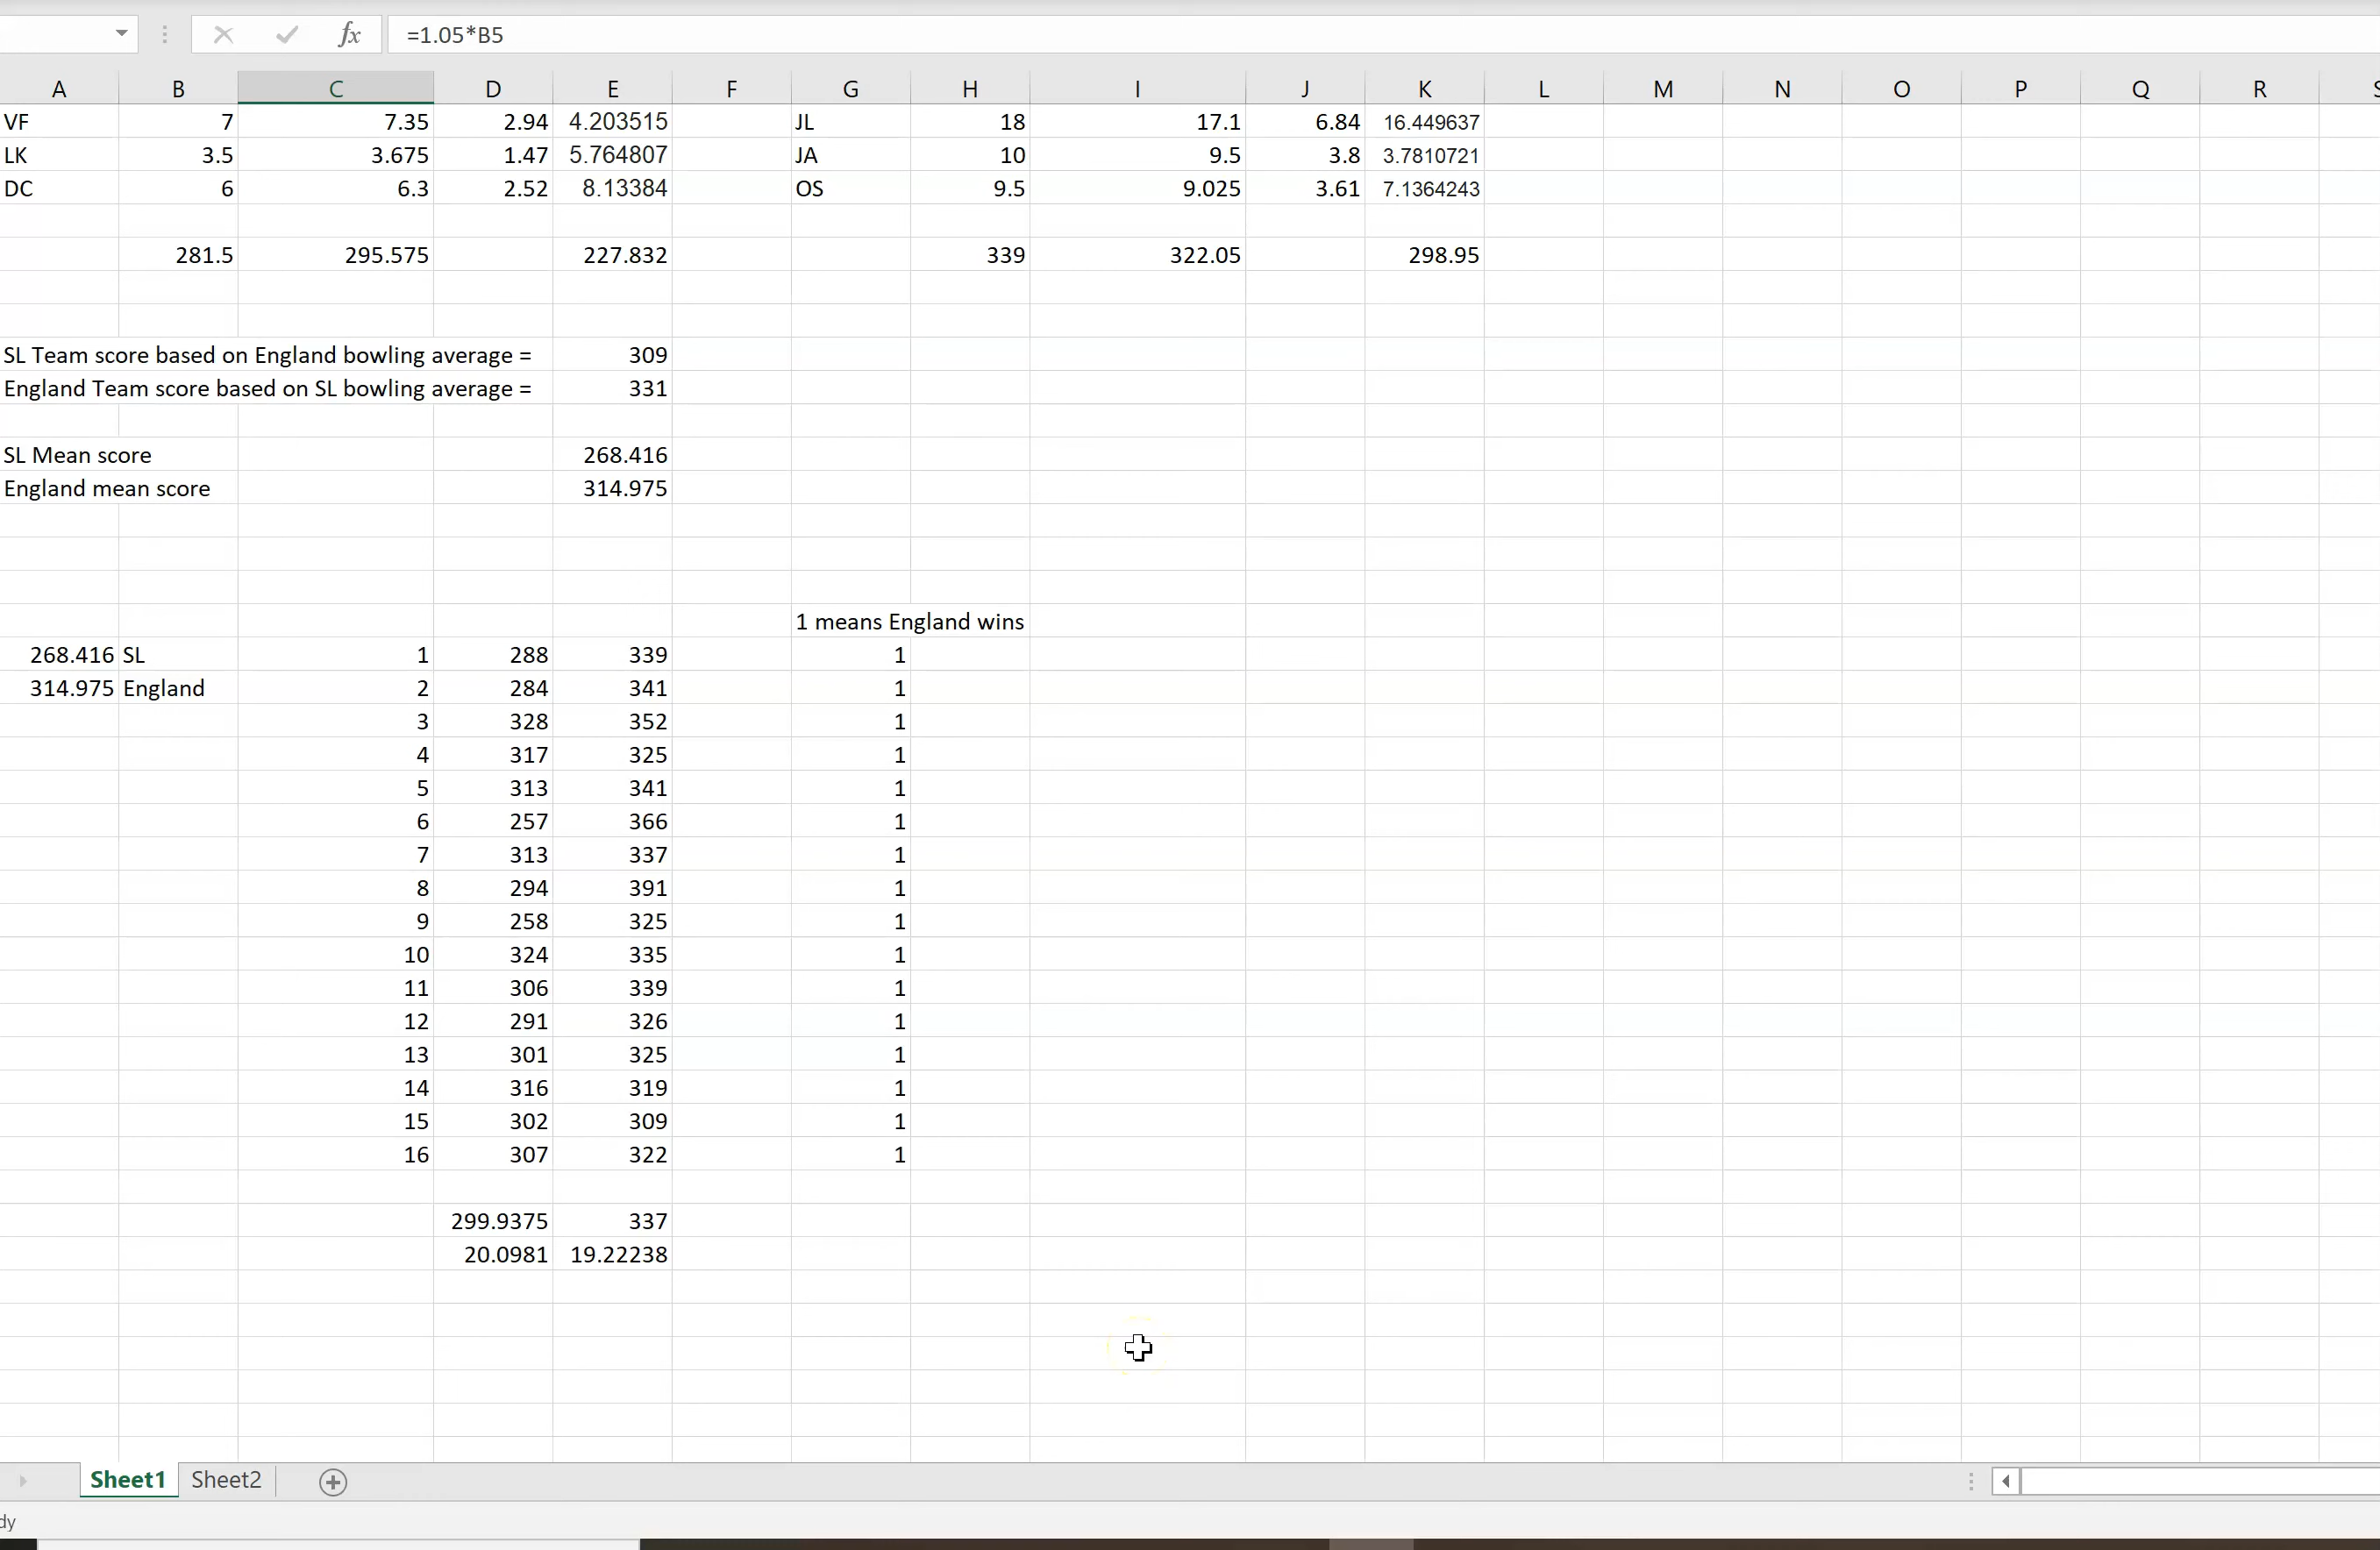 fx =1.05*B5
A B C D E F G H I J K L M N O P Q R S
VF 7 7.35 2.94 4.203515 JL 18 17.1 6.84 16.449637
LK 3.5 3.675 1.47 5.764807 JA 10 9.5 3.8 3.7810721
DC 6 6.3 2.52 8.13384 OS 9.5 9.025 3.61 7.1364243
281.5 295.575 227.832 339 322.05 298.95
SL Team score based on England bowling average = 309
England Team score based on SL bowling average = 331
SL Mean score 268.416
England mean score 314.975
1 means England wins
268.416 SL 1 288 339 1
314.975 England 2 284 341 1
3 328 352 1
4 317 325 1
5 313 341 1
6 257 366 1
7 313 337 1
8 294 391 1
9 258 325 1
10 324 335 1
11 306 339 1
12 291 326 1
13 301 325 1
14 316 319 1
15 302 309 1
16 307 322 1
299.9375 337
20.0981 19.22238
Sheet1 Sheet2
dy